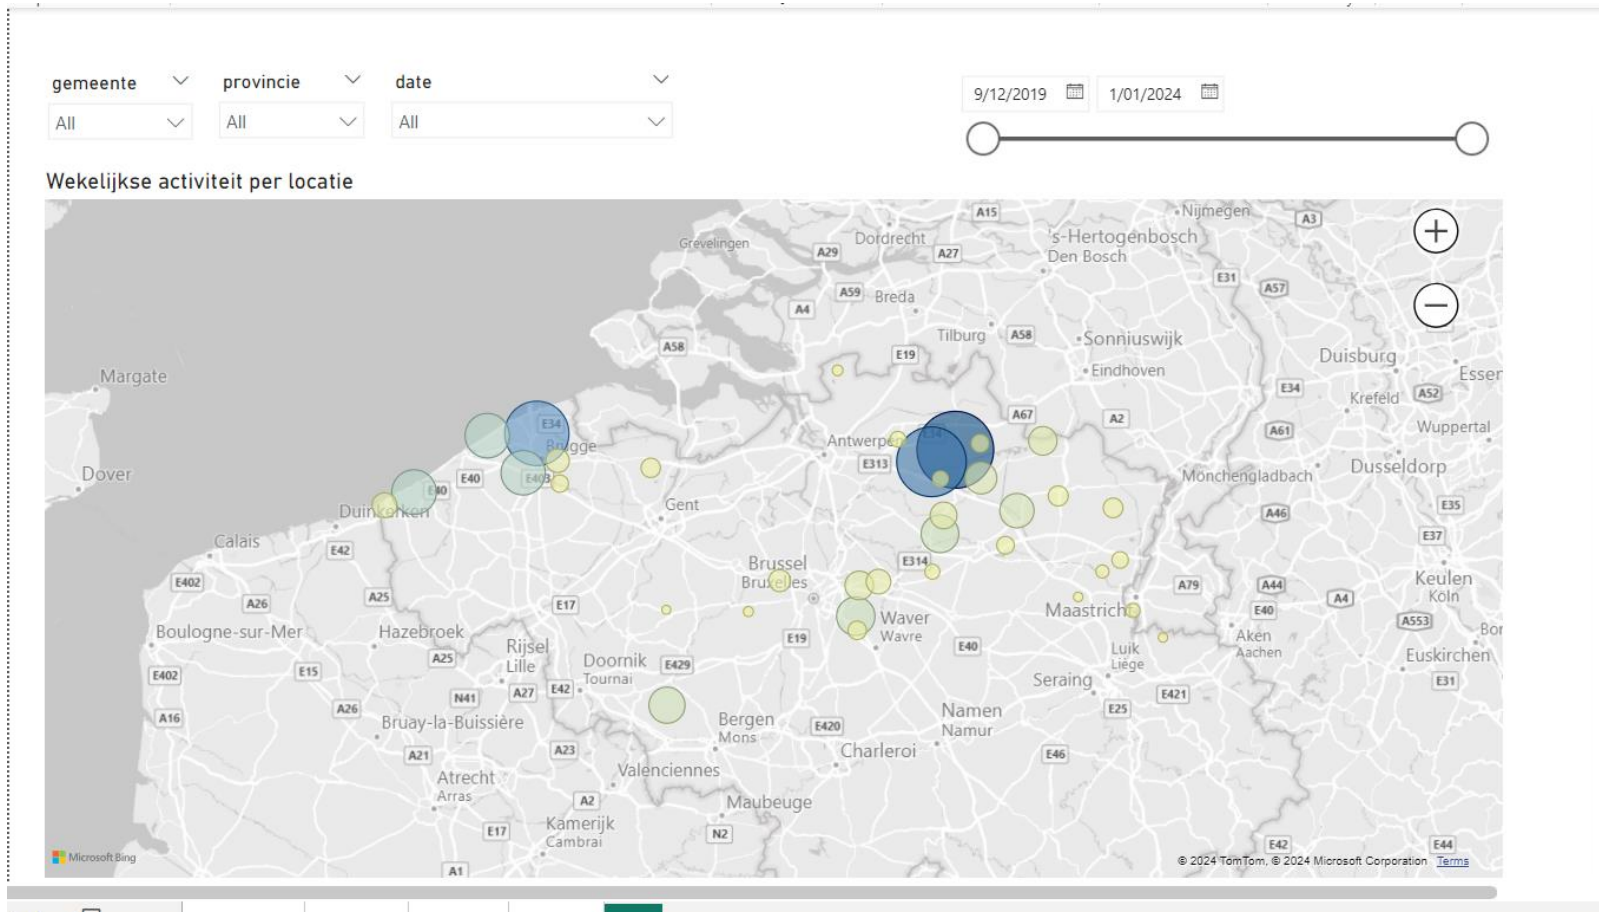 gemeente
provincie
date
9/12/2019
1/01/2024
All
All
All
Wekelijkse activiteit per locatie
A15
Nijmegen
A3
Grevelingen
Dordrecht
's-Hertogenbosch
Den Bosch
A29
A27
E31
A57
A59
Breda
A4
Tilburg
A58
Sonniuswijk
A58
E19
Duisburg
Eindhoven
Essen
Margate
E34
Krefeld
A52
E34
A67
A2
A61
Wuppertal
Brugge
Antwerpen
E34
E313
Dusseldorp
Mönchengladbach
Dover
E40
E403
E40
Gent
Duinkerken
A46
E35
Calais
E42
E37
Brussel
Bruxelles
E314
E402
A79
A44
Keulen
Köln
A26
A25
E17
Maastricht
E40
A4
Boulogne-sur-Mer
Hazebroek
Waver
Wavre
A553
E19
Aken
Aachen
Rijsel
Lille
A25
Doornik
Tournai
E429
E40
Luik
Liége
Euskirchen
E15
E402
Seraing
E31
N41
A27
E42
E421
A26
A16
Bruay-la-Buissière
Bergen
Mons
E420
Namen
Namur
E25
A21
A23
Charleroi
E46
Atrecht
Arras
Valenciennes
A2
Maubeuge
E17
Kamerijk
Cambrai
N2
E42
E44
Microsoft Bing
A1
© 2024 TomTom, © 2024 Microsoft Corporation Terms